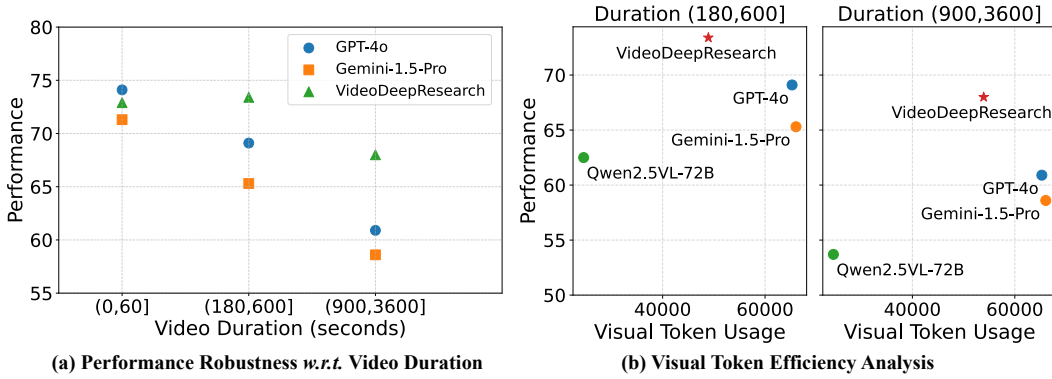 80
75
70
65
60
55
Performance
GPT-4o
Gemini-1.5-Pro
VideoDeepResearch
(0,60]
(180,600]
(900,3600]
Video Duration (seconds)
(a) Performance Robustness w.r.t. Video Duration
Duration (180,600]
70
65
60
55
50
Performance
VideoDeepResearch
GPT-4o
Gemini-1.5-Pro
Qwen2.5VL-72B
40000
60000
Visual Token Usage
Duration (900,3600]
VideoDeepResearch
GPT-4o
Gemini-1.5-Pro
Qwen2.5VL-72B
40000
60000
Visual Token Usage
(b) Visual Token Efficiency Analysis